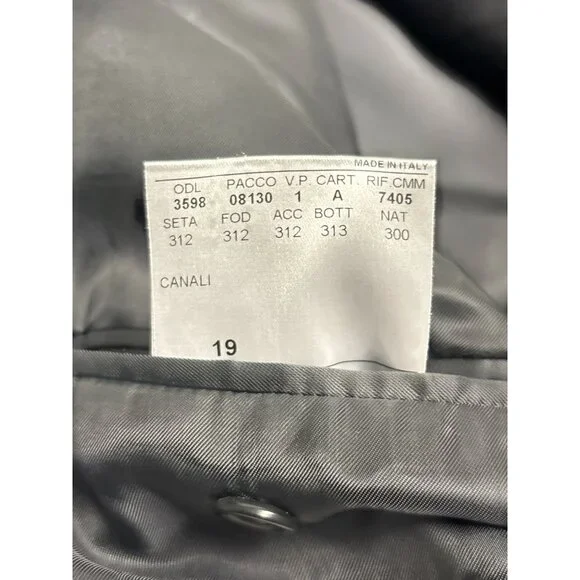 MADE IN ITALY
ODL PACCO V.P. CART. RIF.CMM
3598 08130 1 A 7405
SETA FOD ACC BOTT NAT
312 312 312 313 300
CANALI
19